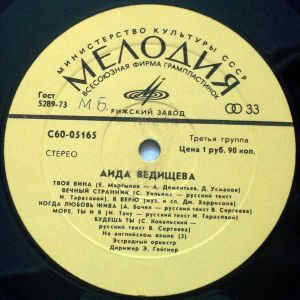 МИНИСТЕРСТВО КУЛЬТУРЫ СССР
МЕЛОДИЯ
ВСЕСОЮЗНАЯ ФИРМА ГРАМПЛАСТИНОК
Гост
5289-73
М.Б.
РИЖСКИЙ ЗАВОД
33
С60-05165
Третья группа
СТЕРЕО
Цена 1 руб. 90 коп.
АИДА ВЕДИЩЕВА
ТВОЯ ВИНА (Е. Мартынов — А. Дементьев, Д. Усманов)
ВЕЧНЫЙ СТРАННИК (С. Уильямс — русский текст
И. Тарасовой). Я ВЕРЮ (муз. и сл. Дж. Харрисона)
КОГДА ЛЮБОВЬ ЖИВА (А. Бочел — русский текст В. Сергеева)
МОРЕ, ТЫ И Я (И. Тану — русский текст И. Тарасовой)
БУДЕШЬ ТЫ (С. Ковальский —
русский текст В. Сергеева)
На английском языке (3)
Эстрадный оркестр
Дирижер Э.